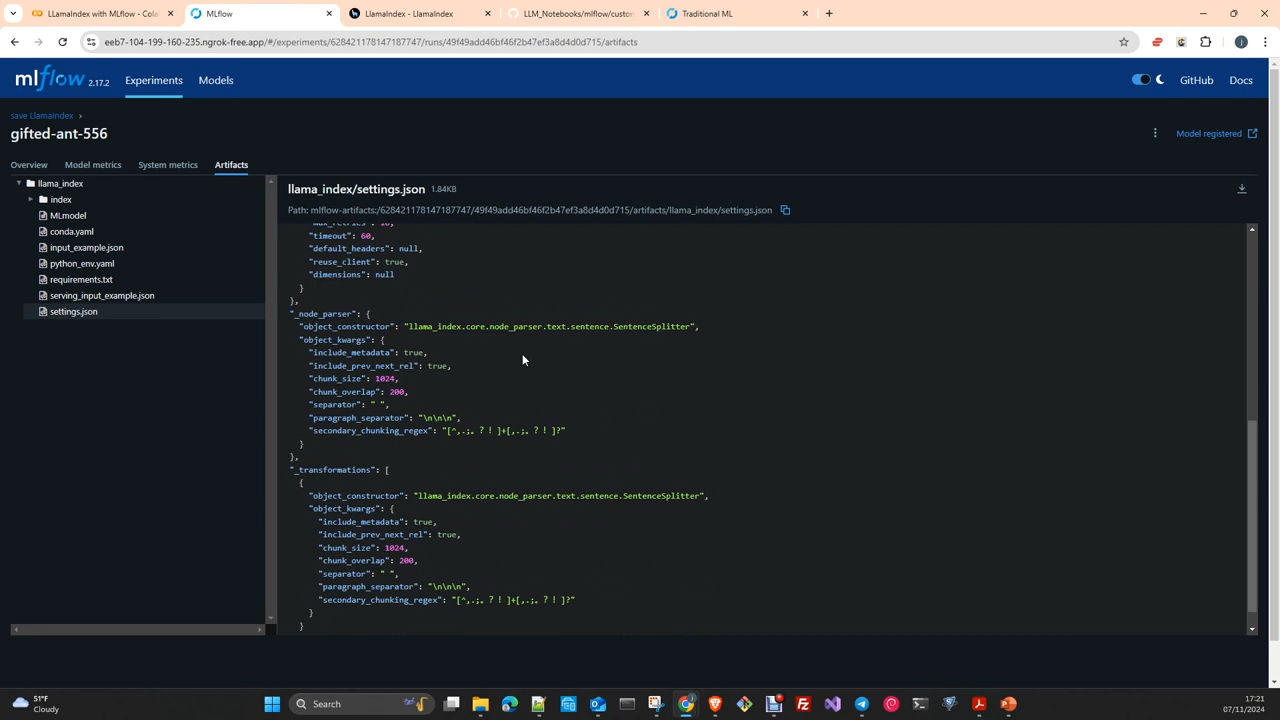 LLamaIndex with MLflow - Cola
MLflow
LlamaIndex - LlamaIndex
LLM_Notebooks/mlflow/custom
Traditional ML
eeb7-104-199-160-235.ngrok-free.app/#/experiments/628421178147187747/runs/49f49add46bf46f2b47ef3a8d4d0d715/artifacts
mlflow 2.17.2
Experiments
Models
GitHub
Docs
save LlamaIndex
gifted-ant-556
Model registered
Overview
Model metrics
System metrics
Artifacts
llama_index
index
MLmodel
conda.yaml
input_example.json
python_env.yaml
requirements.txt
serving_input_example.json
settings.json
llama_index/settings.json 1.84KB
Path: mlflow-artifacts:/628421178147187747/49f49add46bf46f2b47ef3a8d4d0d715/artifacts/llama_index/settings.json
"max_retries": 10,
"timeout": 60,
"default_headers": null,
"reuse_client": true,
"dimensions": null
}
},
"_node_parser": {
"object_constructor": "llama_index.core.node_parser.text.sentence.SentenceSplitter",
"object_kwargs": {
"include_metadata": true,
"include_prev_next_rel": true,
"chunk_size": 1024,
"chunk_overlap": 200,
"separator": " ",
"paragraph_separator": "\n\n\n",
"secondary_chunking_regex": "[^,.;。？！]+[,.;。？！]?"
}
},
"_transformations": [
{
"object_constructor": "llama_index.core.node_parser.text.sentence.SentenceSplitter",
"object_kwargs": {
"include_metadata": true,
"include_prev_next_rel": true,
"chunk_size": 1024,
"chunk_overlap": 200,
"separator": " ",
"paragraph_separator": "\n\n\n",
"secondary_chunking_regex": "[^,.;。？！]+[,.;。？！]?"
}
}
51°F
Cloudy
Search
17:21
07/11/2024